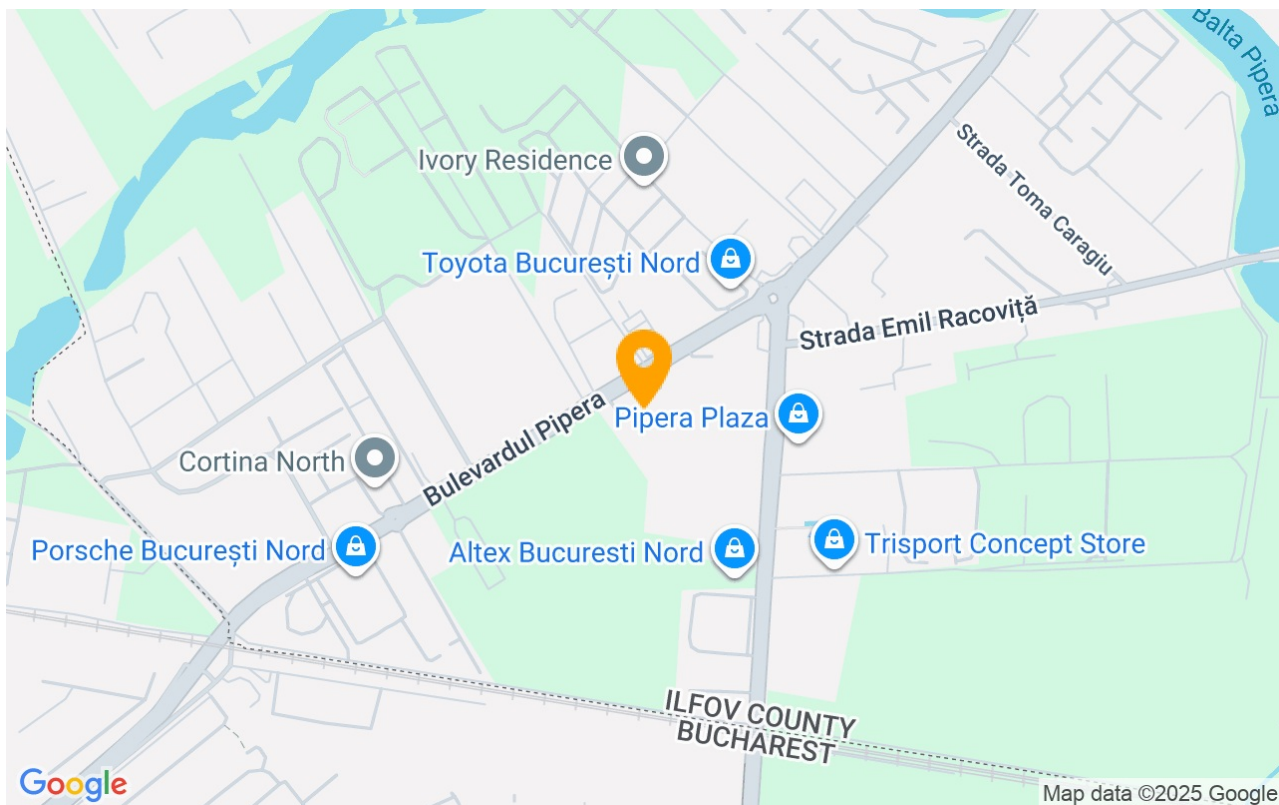 Balta Pipera
Strada Toma Caragiu
Ivory Residence
Toyota București Nord
Strada Emil Racoviță
Bulevardul Pipera
Pipera Plaza
Cortina North
Porsche București Nord
Altex Bucuresti Nord
Trisport Concept Store
ILFOV COUNTY
BUCHAREST
Google
Map data ©2025 Google